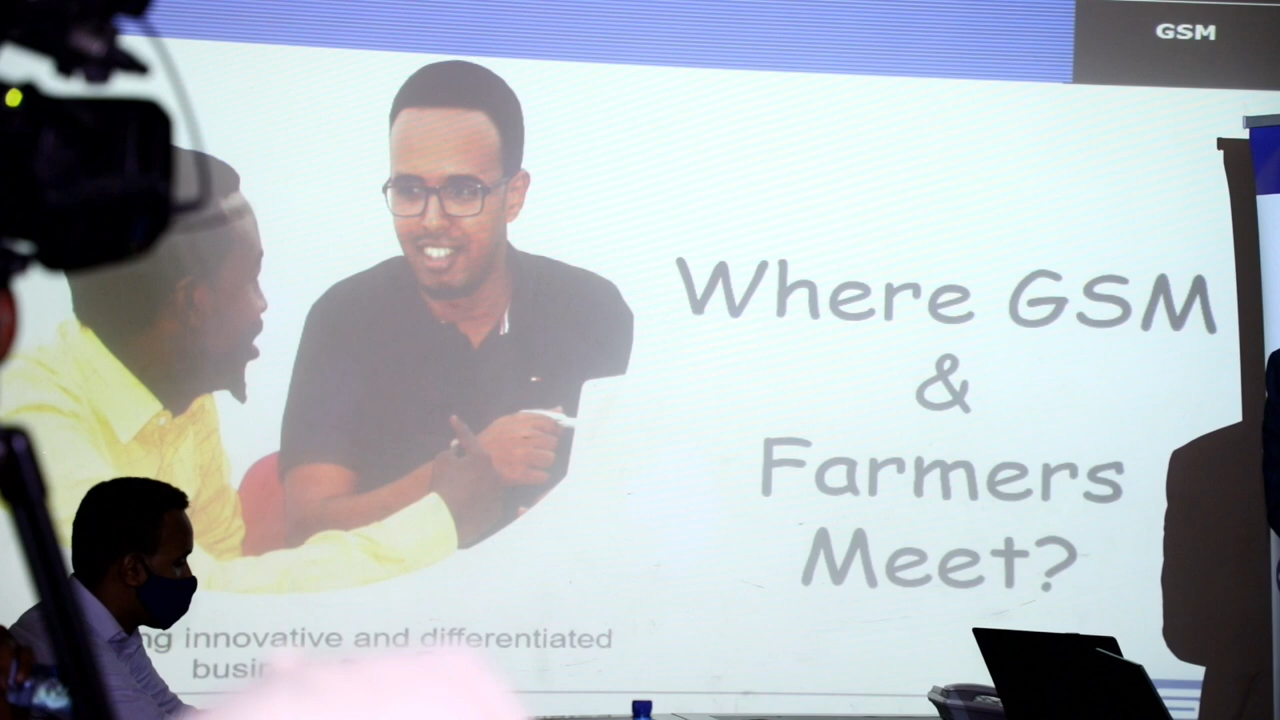 GSM
Where GSM
&
Farmers
Meet?
innovative and differentiated